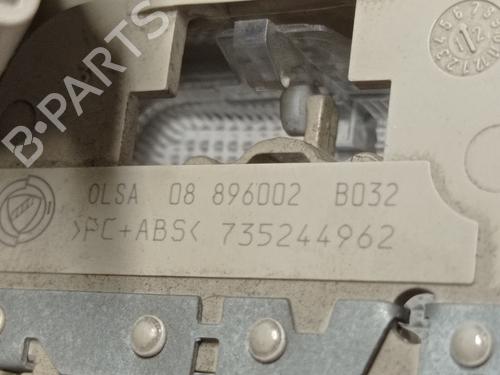 B-PARTS
OLSA 08 896002 B032
>PC+ABS< 735244962